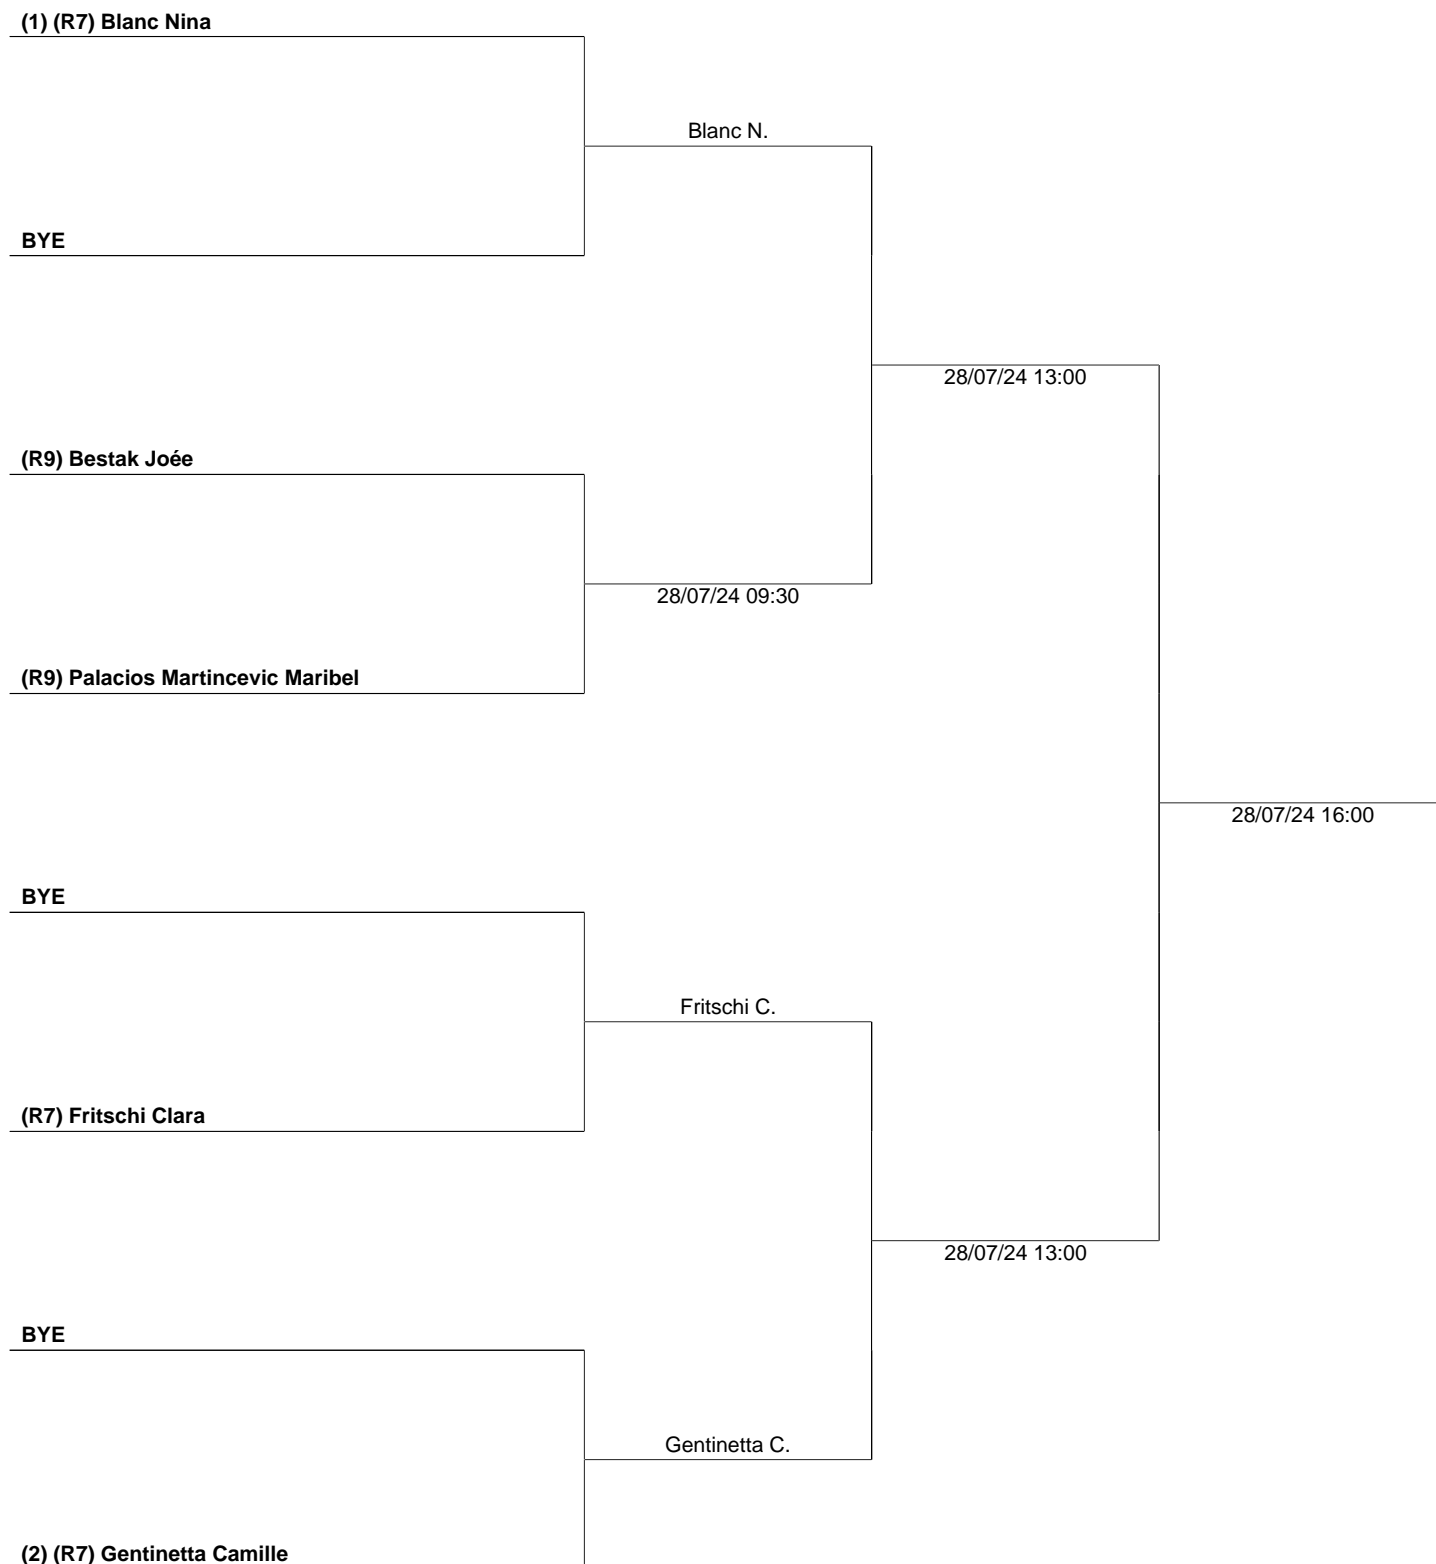 (1) (R7) Blanc Nina
Blanc N.
BYE
28/07/24 13:00
(R9) Bestak Joée
28/07/24 09:30
(R9) Palacios Martincevic Maribel
28/07/24 16:00
BYE
Fritschi C.
(R7) Fritschi Clara
28/07/24 13:00
BYE
Gentinetta C.
(2) (R7) Gentinetta Camille